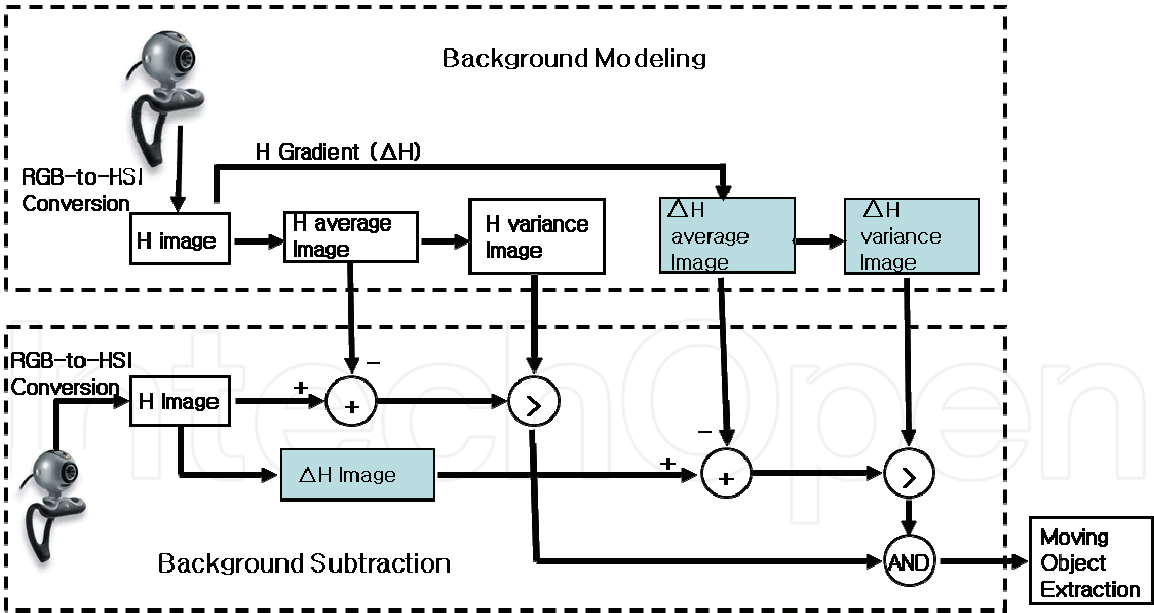 Background Modeling
H Gradient (ΔH)
RGB-to-HSI
Conversion
H image
H average
Image
H variance
Image
ΔH
average
Image
ΔH
variance
Image
−
RGB-to-HSI
Conversion
H Image
+
+
>
−
ΔH Image
+
+
>
Background Subtraction
AND
Moving
Object
Extraction
IntechOpen